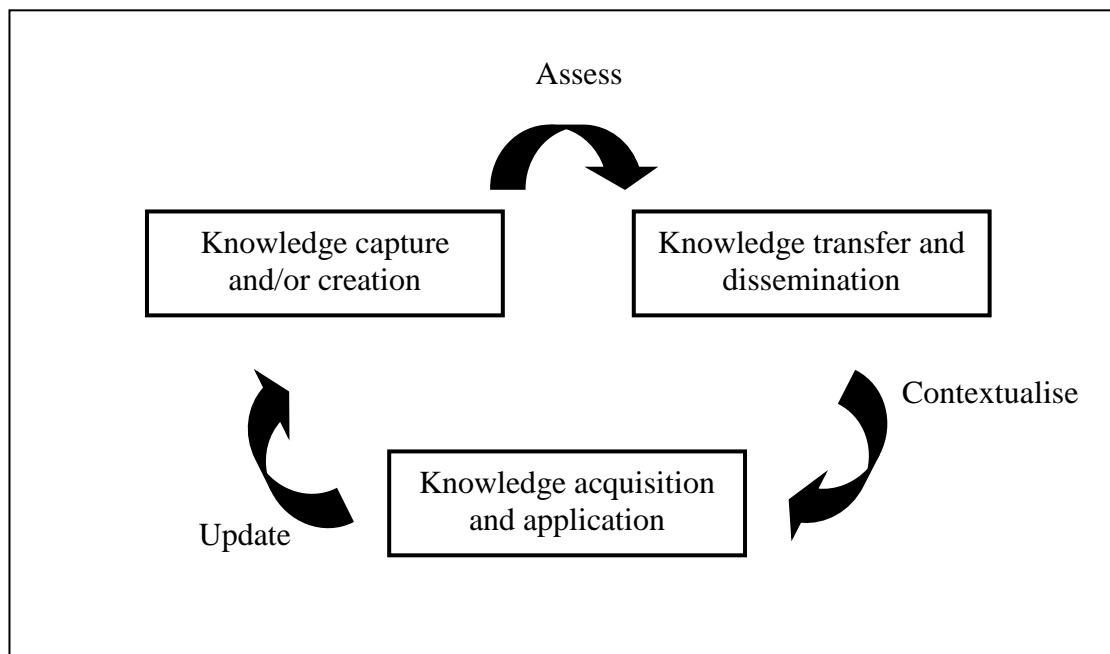 Assess
Knowledge capture
and/or creation
Knowledge transfer and
dissemination
Contextualise
Knowledge acquisition
and application
Update